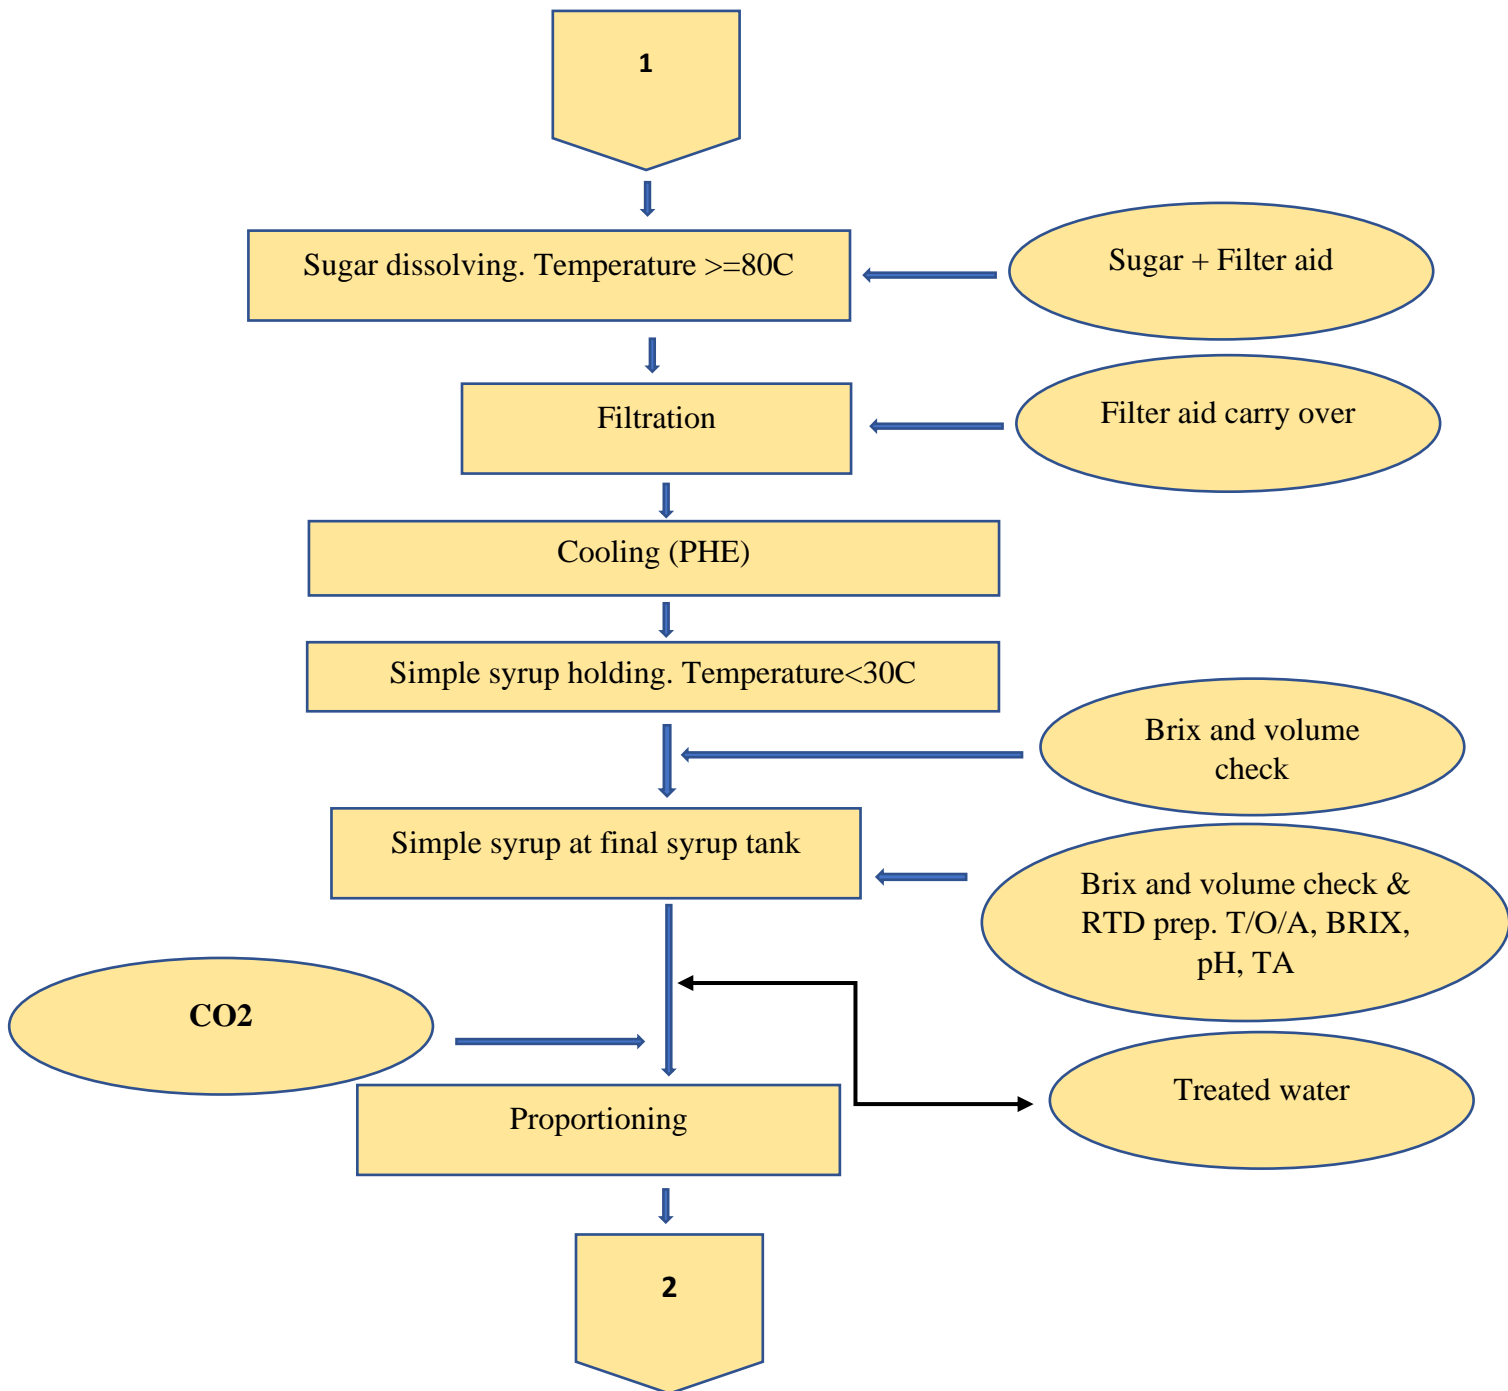 1
Sugar dissolving. Temperature >=80C
Sugar + Filter aid
Filtration
Filter aid carry over
Cooling (PHE)
Simple syrup holding. Temperature<30C
Brix and volume
check
Simple syrup at final syrup tank
Brix and volume check &
RTD prep. T/O/A, BRIX,
pH, TA
CO2
Treated water
Proportioning
2